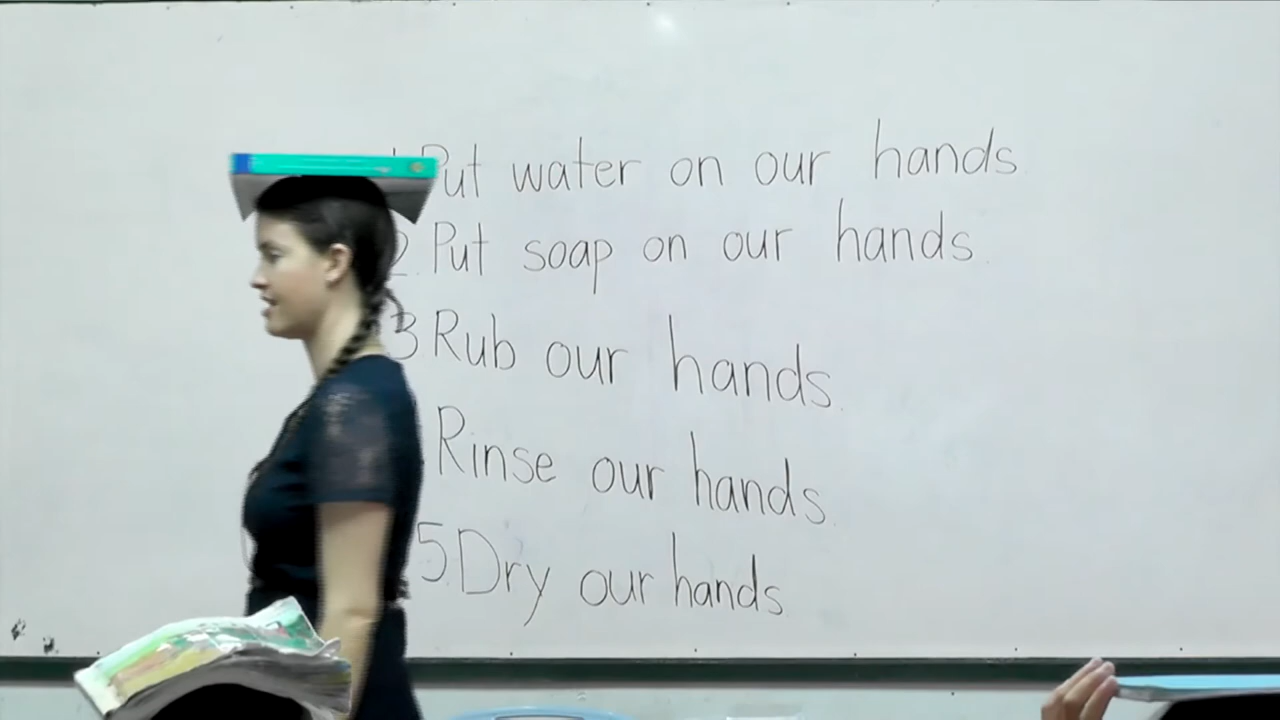 1 Put water on our hands
2. Put soap on our hands.
3 Rub our hands.
Rinse our hands.
5. Dry our hands.